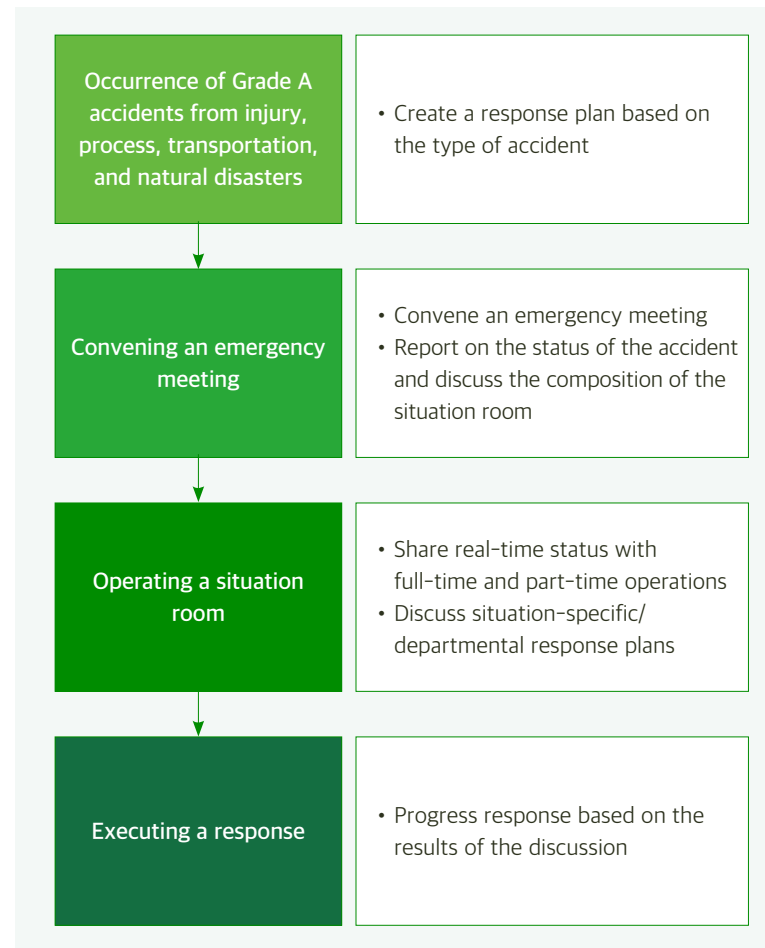 Occurrence of Grade A
accidents from injury,
process, transportation,
and natural disasters
• Create a response plan based on
the type of accident
Convening an emergency
meeting
• Convene an emergency meeting
• Report on the status of the accident
and discuss the composition of the
situation room
Operating a situation
room
• Share real-time status with
full-time and part-time operations
• Discuss situation-specific/
departmental response plans
Executing a response
• Progress response based on the
results of the discussion